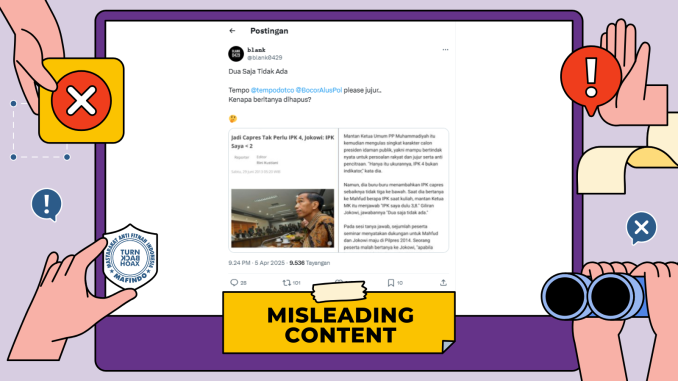 Postingan
blank
@blank0429
Dua Saja Tidak Ada
Tempo @tempodotco @BocorAlusPol please jujur..
Kenapa beritanya dihapus?
Jadi Capres Tak Perlu IPK 4, Jokowi: IPK
Saya < 2
Mantan Ketua Umum PP Muhammadiyah itu
kemudian mengulas singkat karakter calon
presiden idaman publik, yakni mampu bertindak
nyata untuk persoalan rakyat dan jujur serta anti
pencitraan. "Hanya itu ukurannya, IPK 4 bukan
indikator," kata dia.
Namun, dia buru-buru menambahkan IPK capres
sebaiknya tidak tiga ke bawah. Saat dia bertanya
ke Mahfud berapa IPK saat kuliah, mantan Ketua
MK itu menjawab "IPK saya dulu 3,8." Giliran
Jokowi, jawabannya "Dua saja tidak ada."
Pada sesi tanya jawab, sejumlah peserta
seminar menyatakan dukungan untuk Mahfud
dan Jokowi maju di Pilpres 2014. Seorang
peserta malah bertanya ke Jokowi, "apabila
9:24 PM · 5 Apr 2025 · 9.536 Tayangan
26
101
10
MASYARAKAT ANTI FITNAH INDONESIA
TURN
BACK
HOAX
MAFINDO
MISLEADING
CONTENT